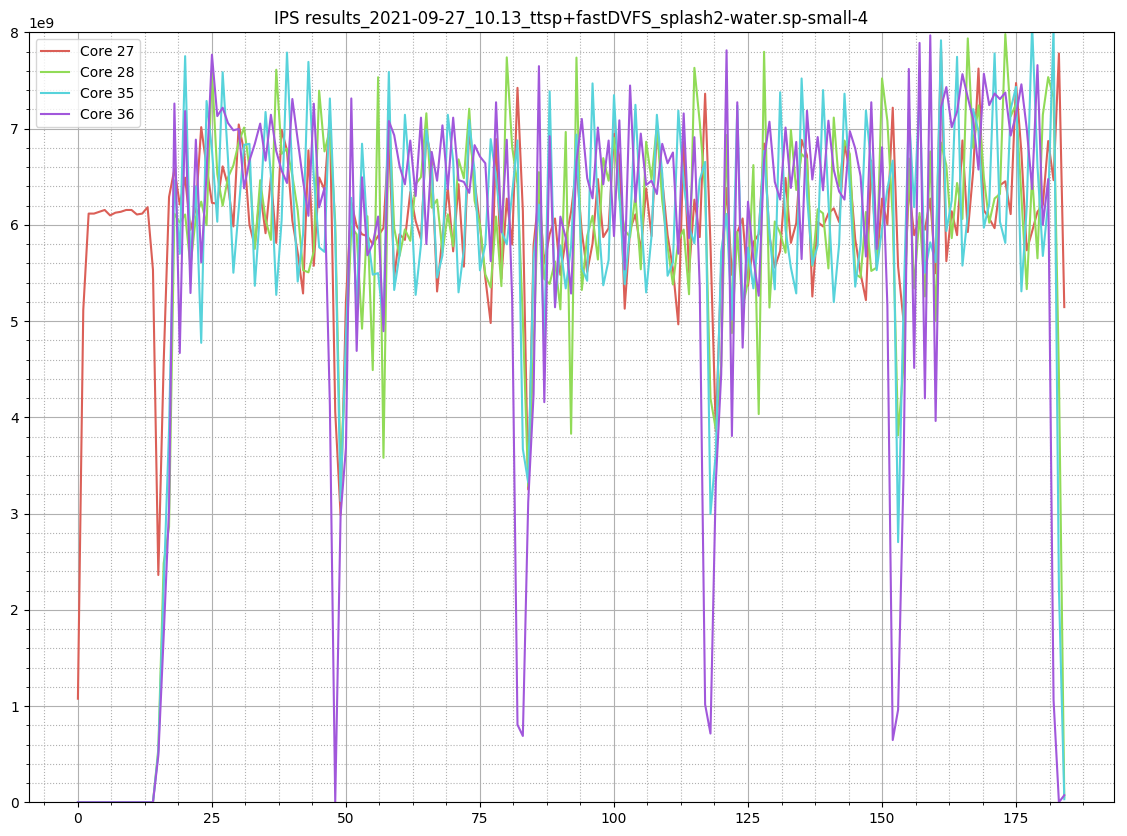 IPS results_2021-09-27_10.13_ttsp+fastDVFS_splash2-water.sp-small-4
1e9
Core 27
Core 28
Core 35
Core 36
8
7
6
5
4
3
2
1
0
0 25 50 75 100 125 150 175